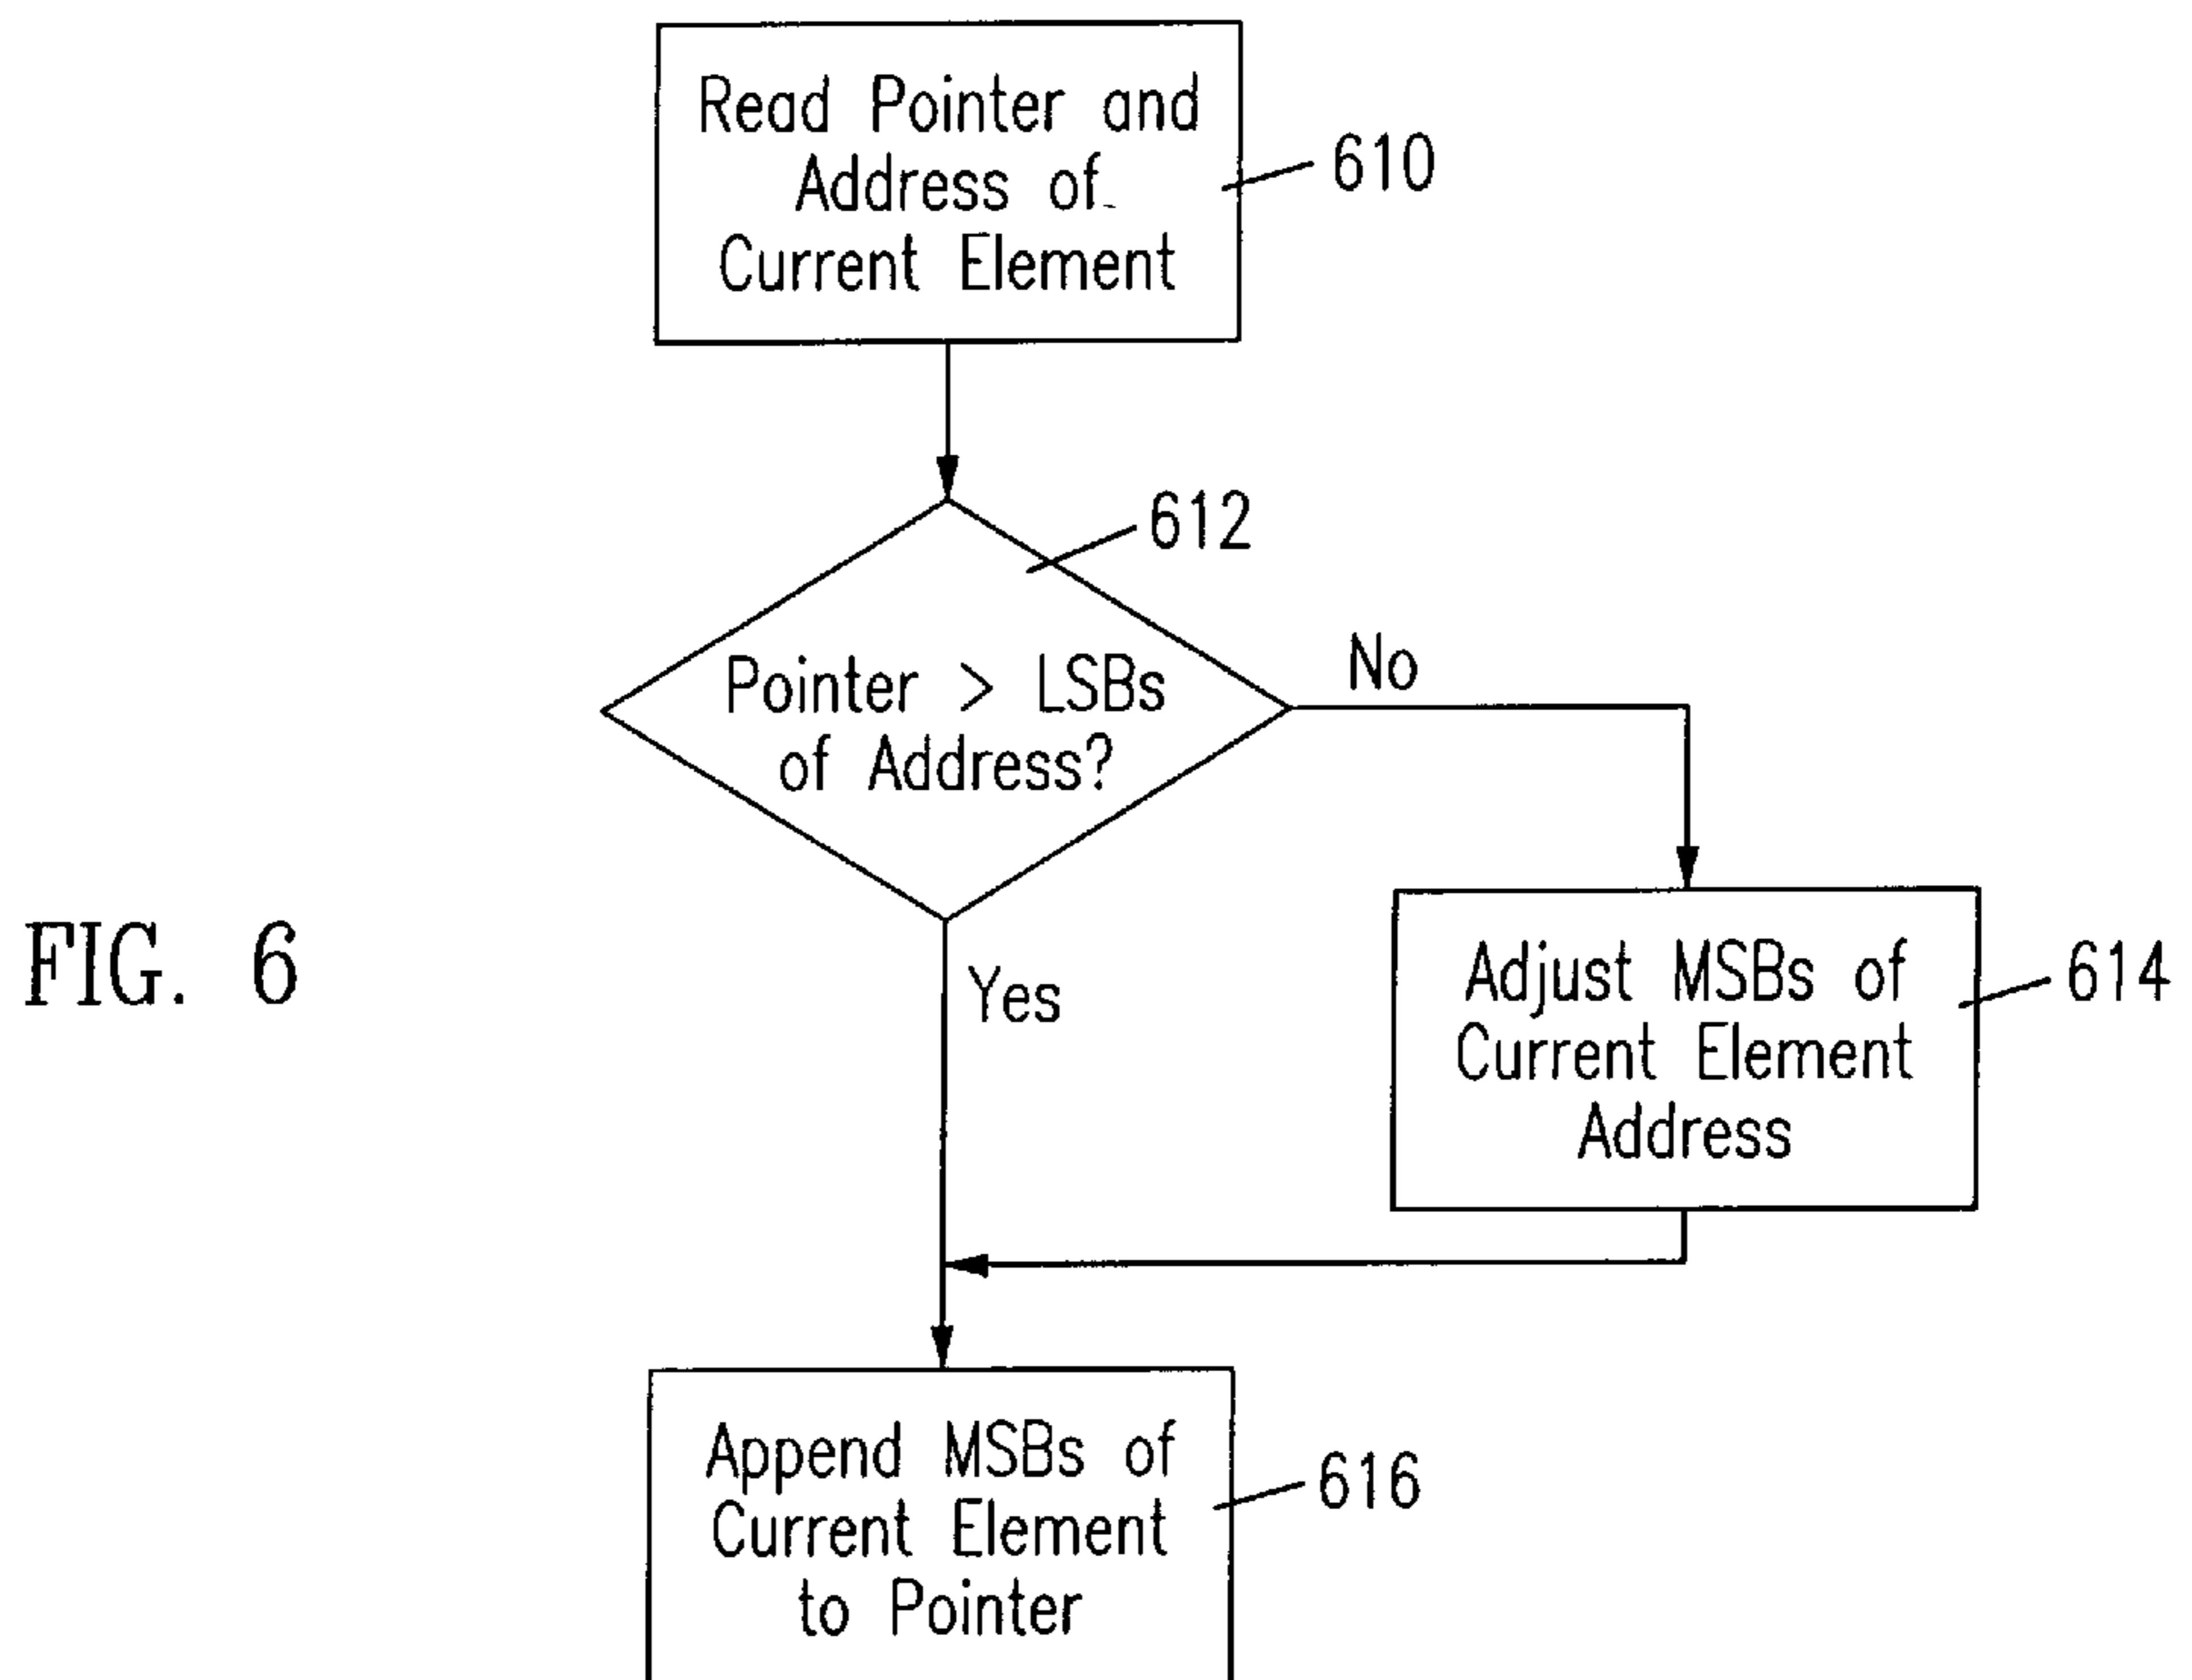 Read Pointer and
Address of
Current Element
610
612
Pointer > LSBs
of Address?
No
Yes
FIG. 6
Adjust MSBs of
Current Element
Address
614
Append MSBs of
Current Element
to Pointer
616